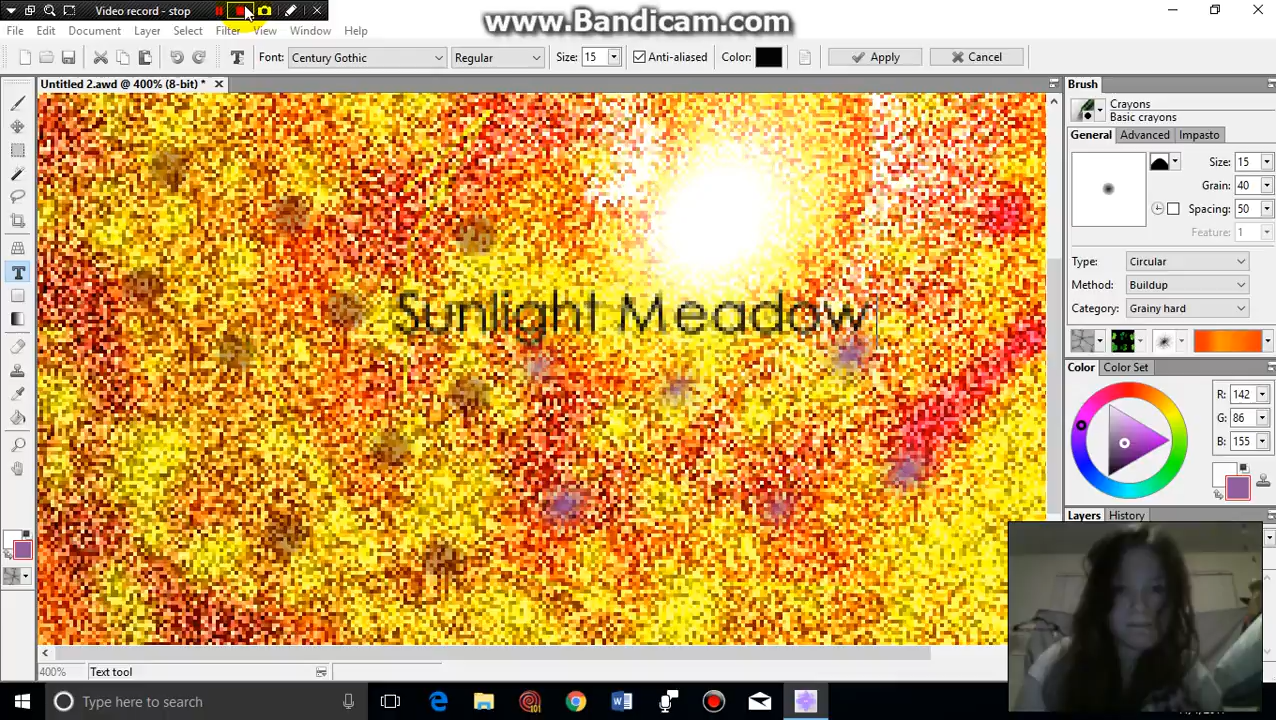 Video record - stop
www.Bandicam.com
File Edit Document Layer Select Filter View Window Help
Font: Century Gothic Regular Size: 15 Anti-aliased Color: Apply Cancel
Untitled 2.awd @ 400% (8-bit) *
Sunlight Meadow
Brush
Crayons
Basic crayons
General Advanced Impasto
Size: 15
Grain: 40
Spacing: 50
Feature: 1
Type: Circular
Method: Buildup
Category: Grainy hard
Color Color Set
R: 142
G: 86
B: 155
Layers History
400% Text tool
Type here to search
101